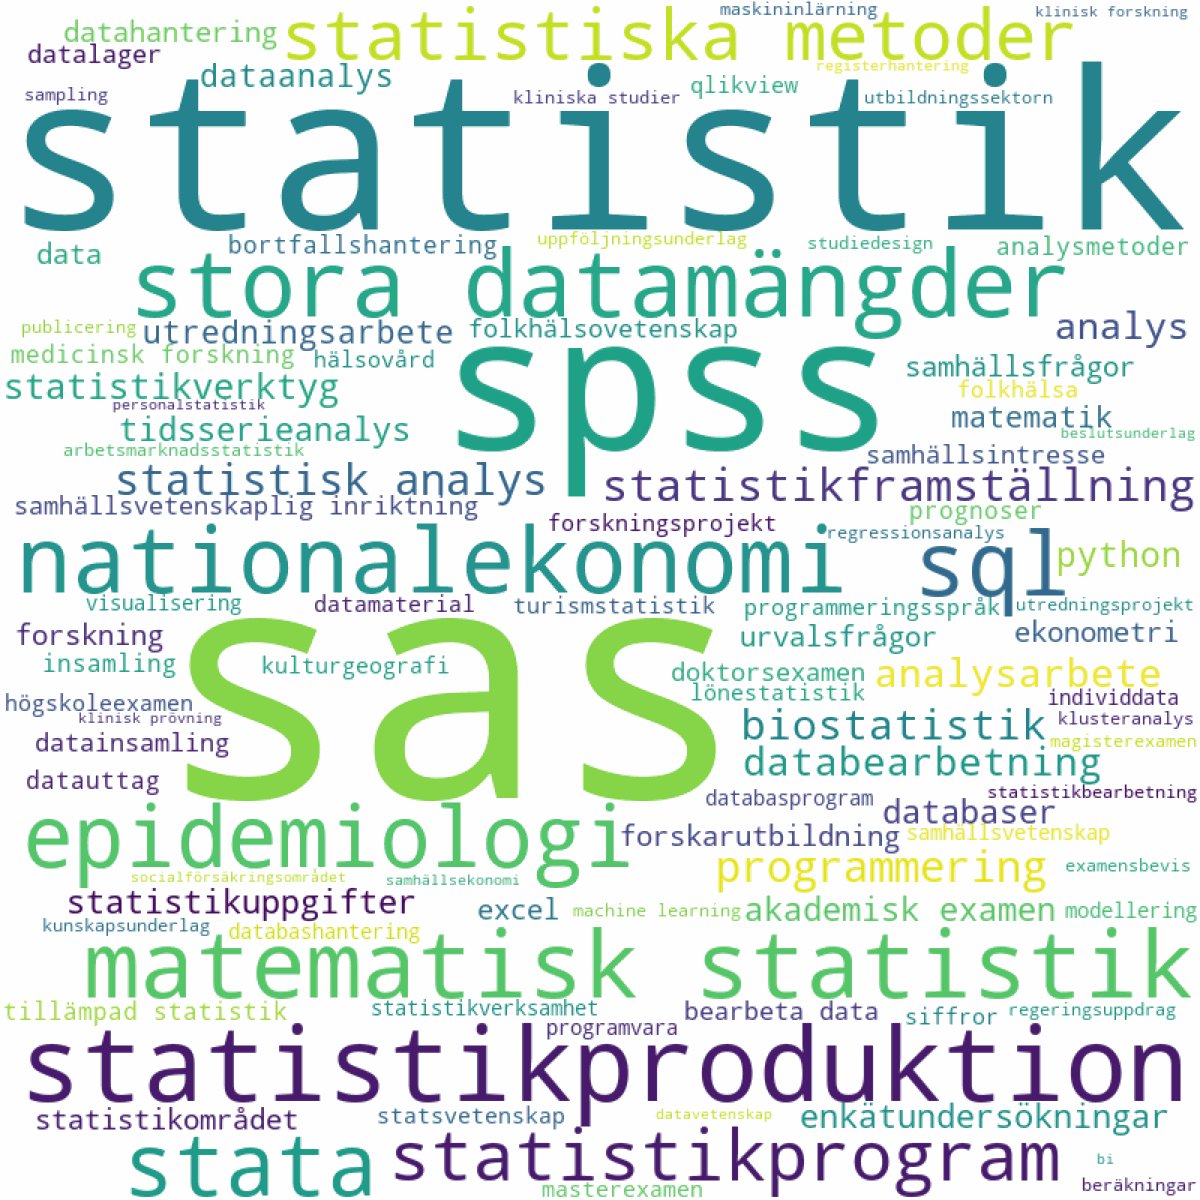 maskininlärning
klinisk forskning
datahantering
statistiska metoder
datalager
dataanalys
registerhantering
qlikview
sampling
kliniska studier
utbildningssektorn
statistik
data
bortfallshantering
uppföljningsunderlag
studiedesign
analysmetoder
stora datamängder
publicering
utredningsarbete
folkhälsovetenskap
analys
medicinsk forskning
hälsovård
spss
samhällsfrågor
statistikverktyg
folkhälsa
personalstatistik
matematik
tidsserieanalys
beslutsunderlag
arbetsmarknadsstatistik
samhällsintresse
statistisk analys
statistikframställning
samhällsvetenskaplig inriktning
prognoser
forskningsprojekt
regressionsanalys
nationalekonomi
sql
python
visualisering
datamaterial
turismstatistik
programmeringsspråk
utredningsprojekt
forskning
urvalsfrågor
ekonometri
sas
insamling
kulturgeografi
doktorsexamen
analysarbete
högskoleexamen
lönestatistik
individdata
klinisk prövning
biostatistik
klusteranalys
datainsamling
magisterexamen
databearbetning
datauttag
statistikbearbetning
databasprogram
databaser
epidemiologi
forskarutbildning
samhällsvetenskap
programmering
examensbevis
socialförsäkringsområdet
samhällsekonomi
statistikuppgifter
excel
machine learning
akademisk examen
modellering
kunskapsunderlag
databashantering
matematisk statistik
tillämpad statistik
statistikverksamhet
bearbeta data
siffror
regeringsuppdrag
programvara
statistikproduktion
statistikområdet
statsvetenskap
datavetenskap
enkätundersökningar
stata
statistikprogram
bi
masterexamen
beräkningar